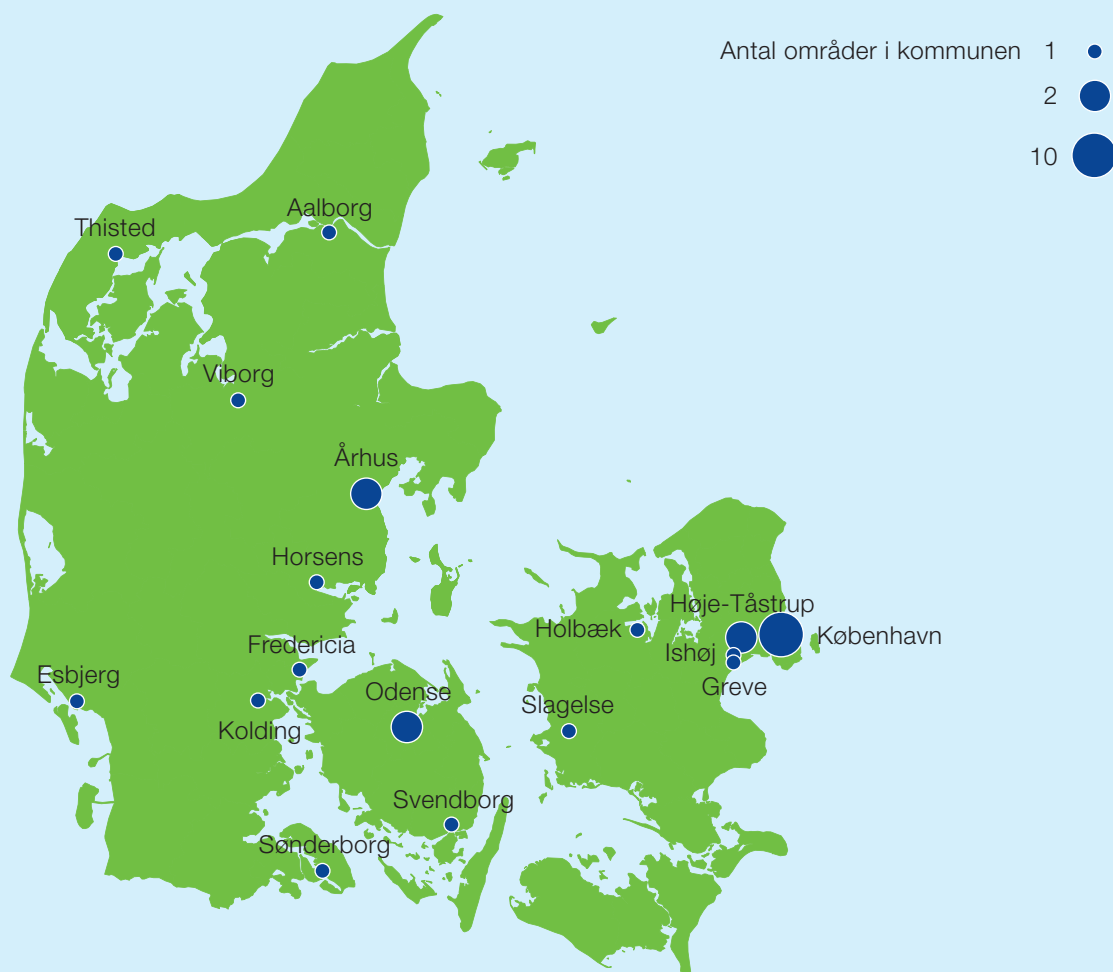 Antal områder i kommunen 1
2
10
Aalborg
Thisted
Viborg
Århus
Horsens
Høje-Tåstrup
Holbæk
København
Fredericia
Ishøj
Esbjerg
Greve
Odense
Slagelse
Kolding
Svendborg
Sønderborg